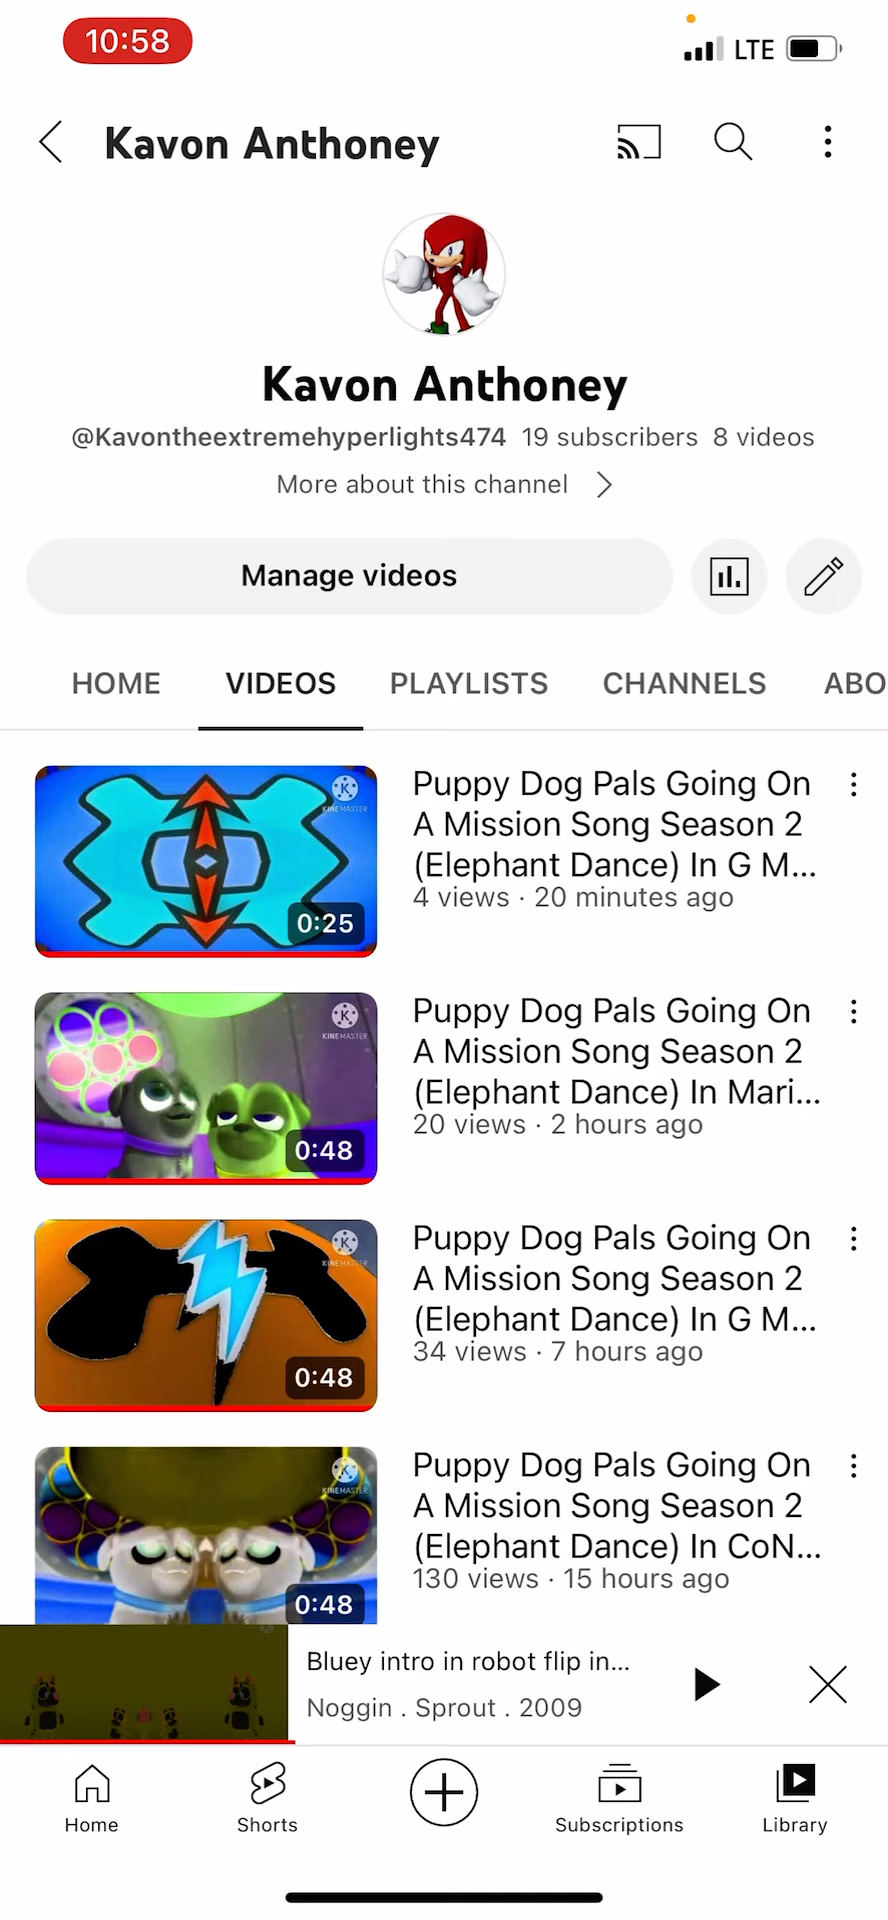 10:58
LTE
Kavon Anthoney
Kavon Anthoney
@Kavontheextremehyperlights474 19 subscribers 8 videos
More about this channel
Manage videos
HOME VIDEOS PLAYLISTS CHANNELS ABO
Puppy Dog Pals Going On
A Mission Song Season 2
(Elephant Dance) In G M...
4 views · 20 minutes ago
KINEMASTER
0:25
Puppy Dog Pals Going On
A Mission Song Season 2
(Elephant Dance) In Mari...
20 views · 2 hours ago
KINEMASTER
0:48
Puppy Dog Pals Going On
A Mission Song Season 2
(Elephant Dance) In G M...
34 views · 7 hours ago
KINEMASTER
0:48
Puppy Dog Pals Going On
A Mission Song Season 2
(Elephant Dance) In CoN...
130 views · 15 hours ago
KINEMASTER
0:48
Bluey intro in robot flip in...
Noggin . Sprout . 2009
Home Shorts Subscriptions Library